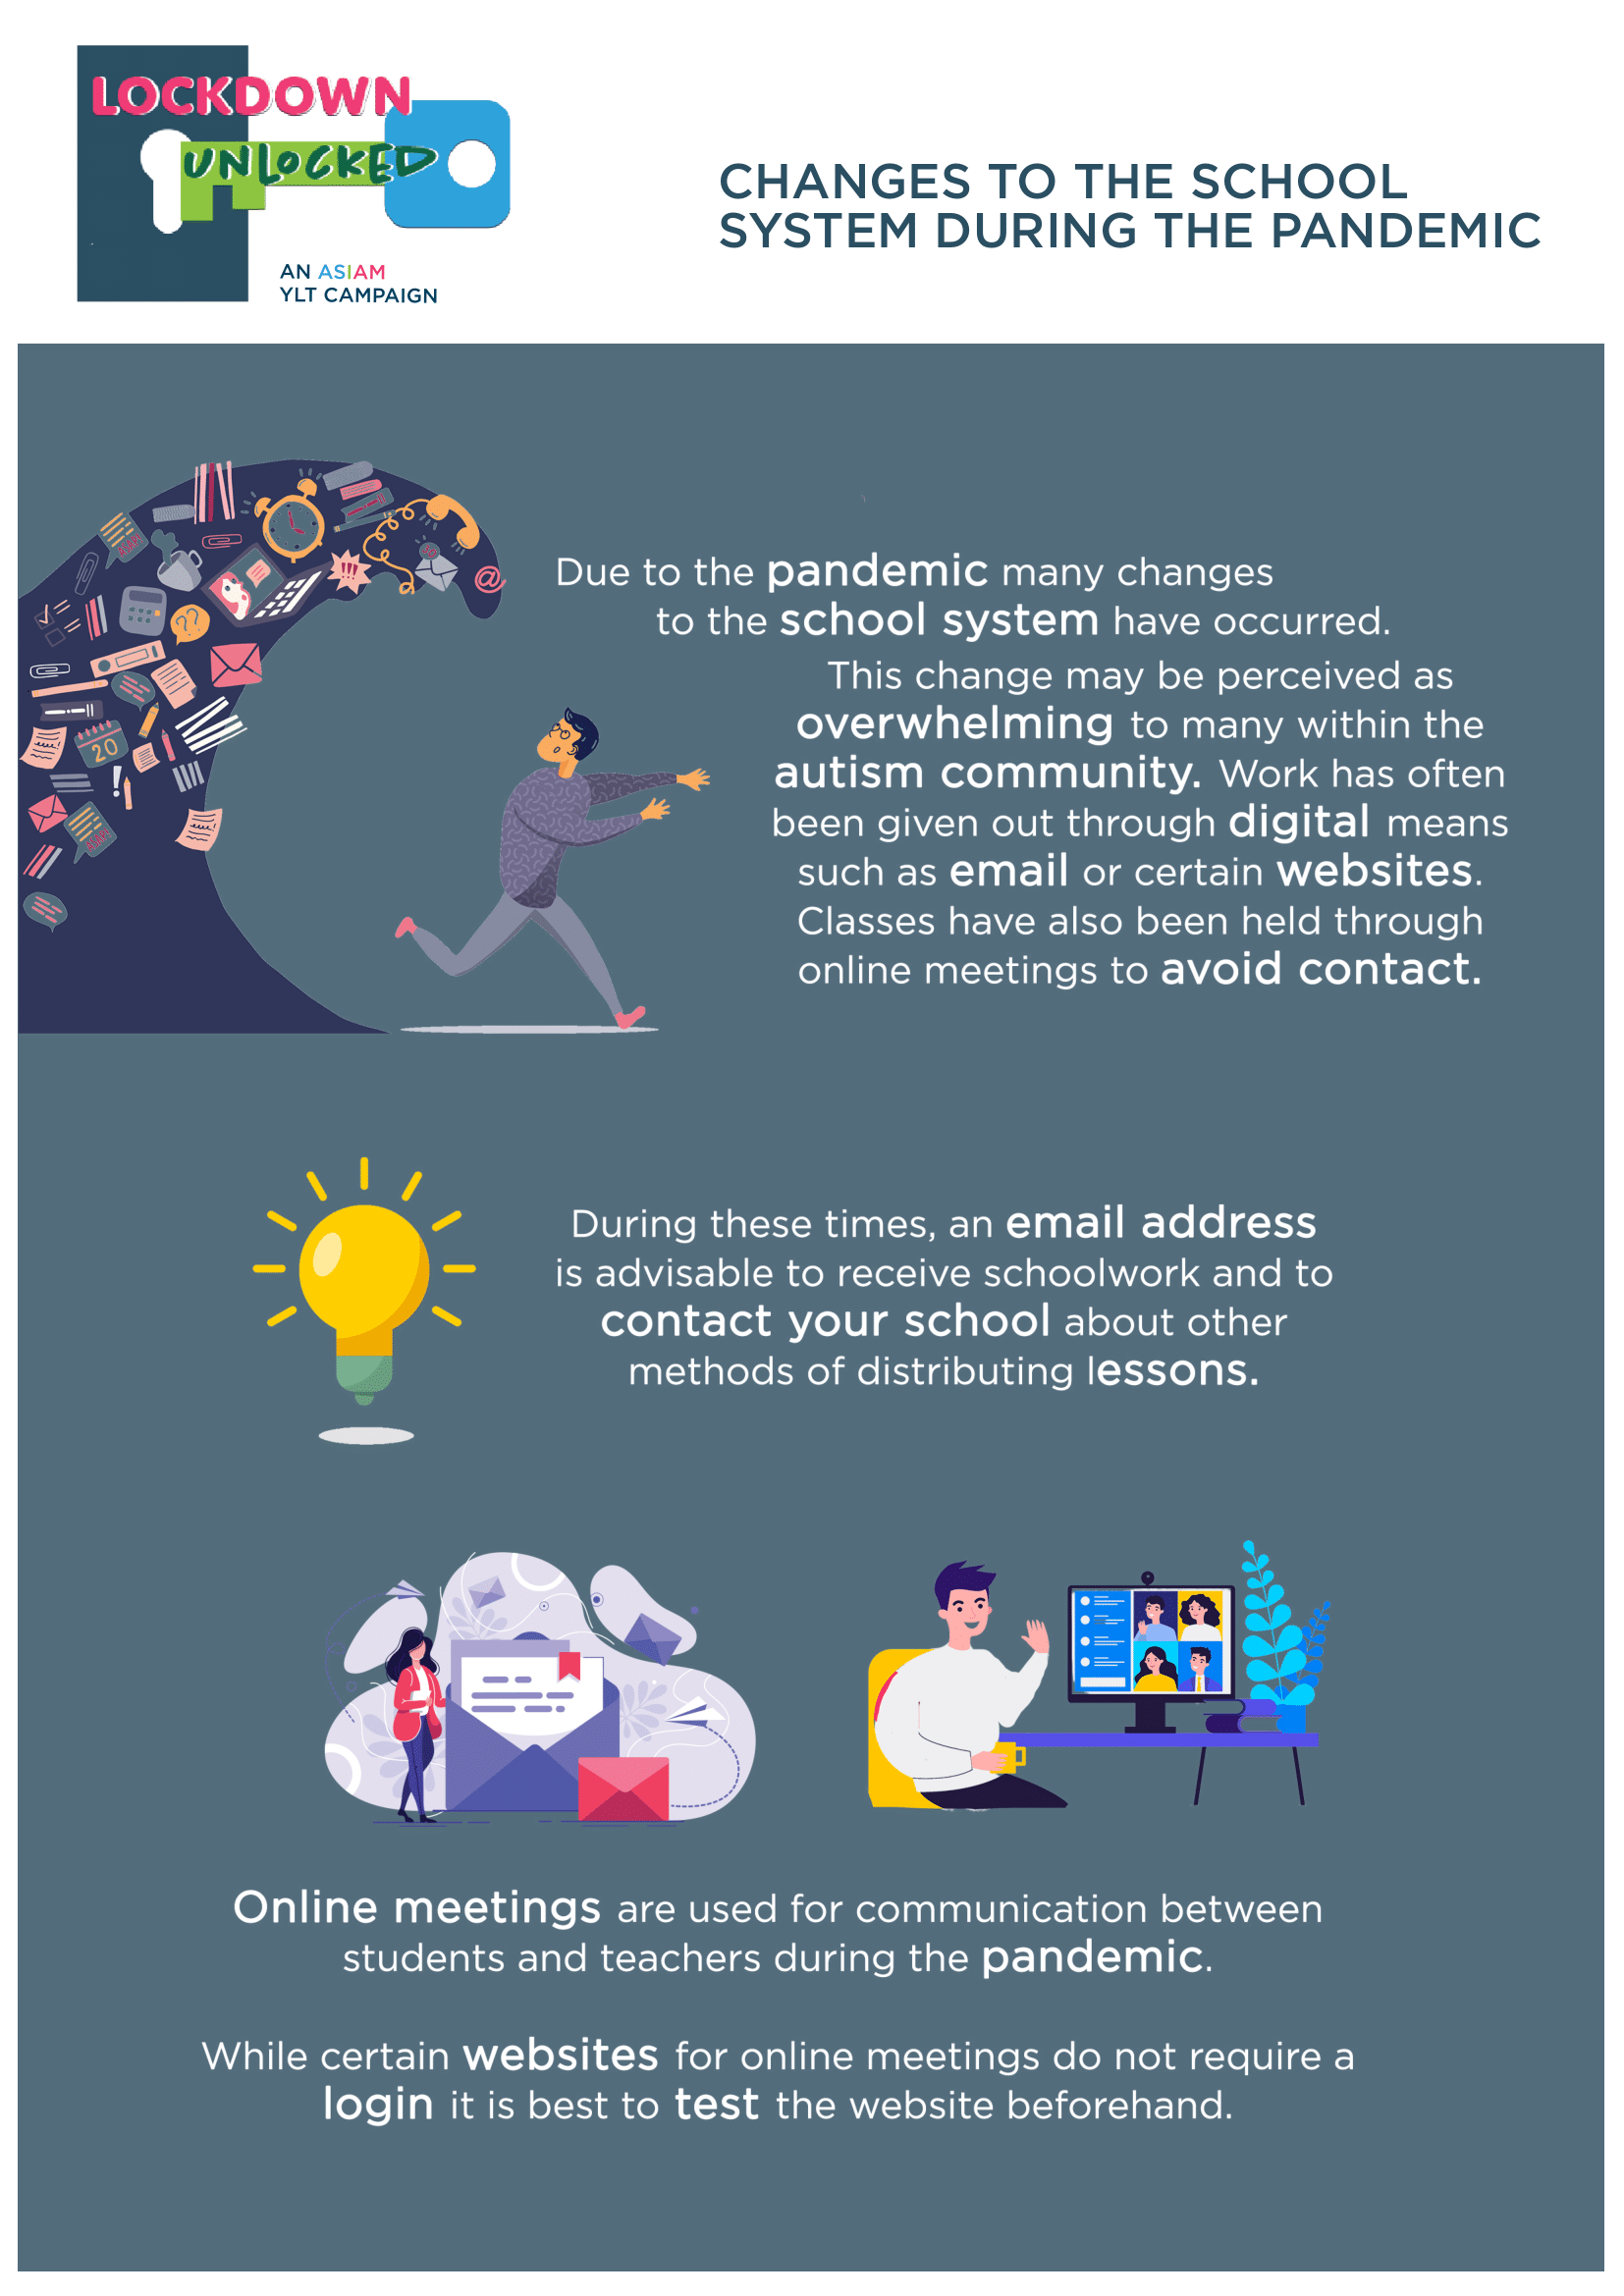 LOCKDOWN
UNLOCKED
AN ASIAM
YLT CAMPAIGN
CHANGES TO THE SCHOOL
SYSTEM DURING THE PANDEMIC
Due to the pandemic many changes
to the school system have occurred.
This change may be perceived as
overwhelming to many within the
autism community. Work has often
been given out through digital means
such as email or certain websites.
Classes have also been held through
online meetings to avoid contact.
@
!!!
??
20
!
During these times, an email address
is advisable to receive schoolwork and to
contact your school about other
methods of distributing lessons.
Online meetings are used for communication between
students and teachers during the pandemic.
While certain websites for online meetings do not require a
login it is best to test the website beforehand.